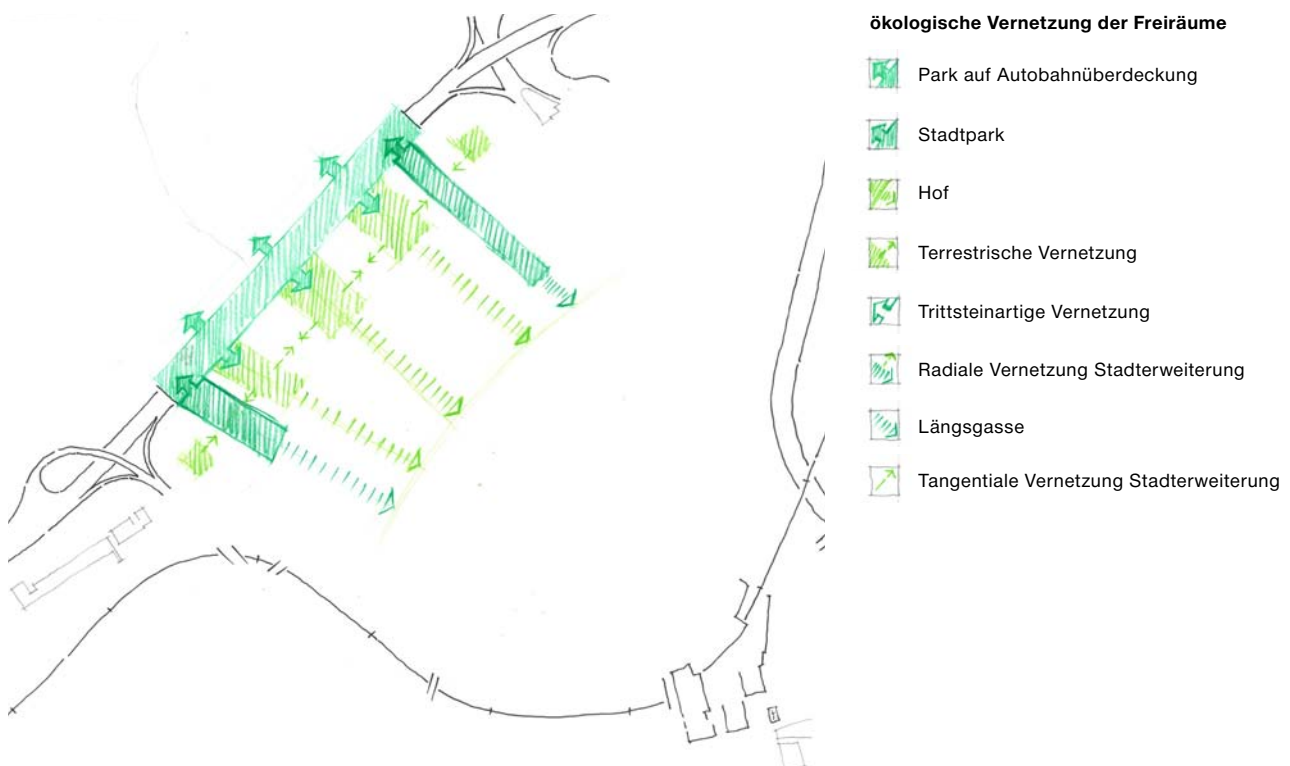 ökologische Vernetzung der Freiräume
Park auf Autobahnüberdeckung
Stadtpark
Hof
Terrestrische Vernetzung
Trittsteinartige Vernetzung
Radiale Vernetzung Stadterweiterung
Längsgasse
Tangentiale Vernetzung Stadterweiterung